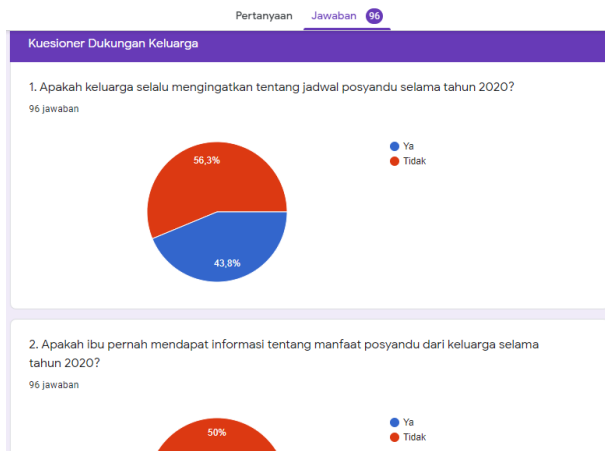 Pertanyaan Jawaban 96
Kuesioner Dukungan Keluarga
1. Apakah keluarga selalu mengingatkan tentang jadwal posyandu selama tahun 2020?
96 jawaban
56,3%
43,8%
Ya
Tidak
2. Apakah ibu pernah mendapat informasi tentang manfaat posyandu dari keluarga selama
tahun 2020?
96 jawaban
50%
Ya
Tidak